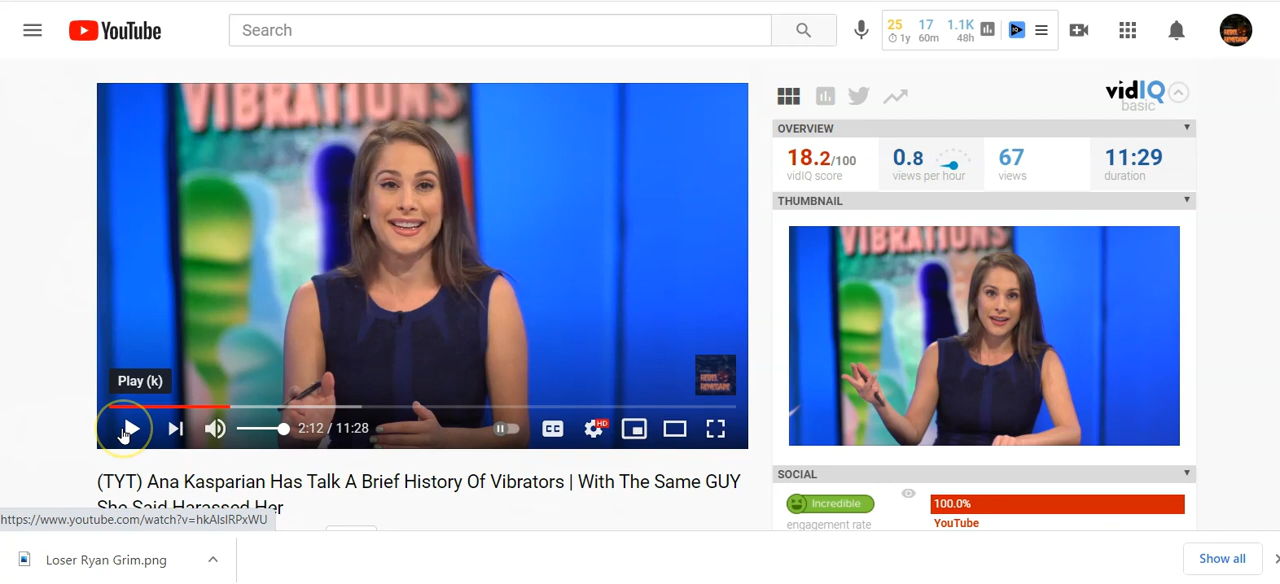 YouTube
Search
25 17 1.1K
1y 60m 48h
VIBRATIONS
Play (k)
2:12 / 11:28
CC
HD
(TYT) Ana Kasparian Has Talk A Brief History Of Vibrators | With The Same GUY
She Said Harassed Her
https://www.youtube.com/watch?v=hkAlsIRPxWU
vidIQ
basic
OVERVIEW
18.2/100
vidIQ score
0.8
views per hour
67
views
11:29
duration
THUMBNAIL
VIBRATIONS
SOCIAL
Incredible
engagement rate
100.0%
YouTube
Loser Ryan Grim.png
Show all